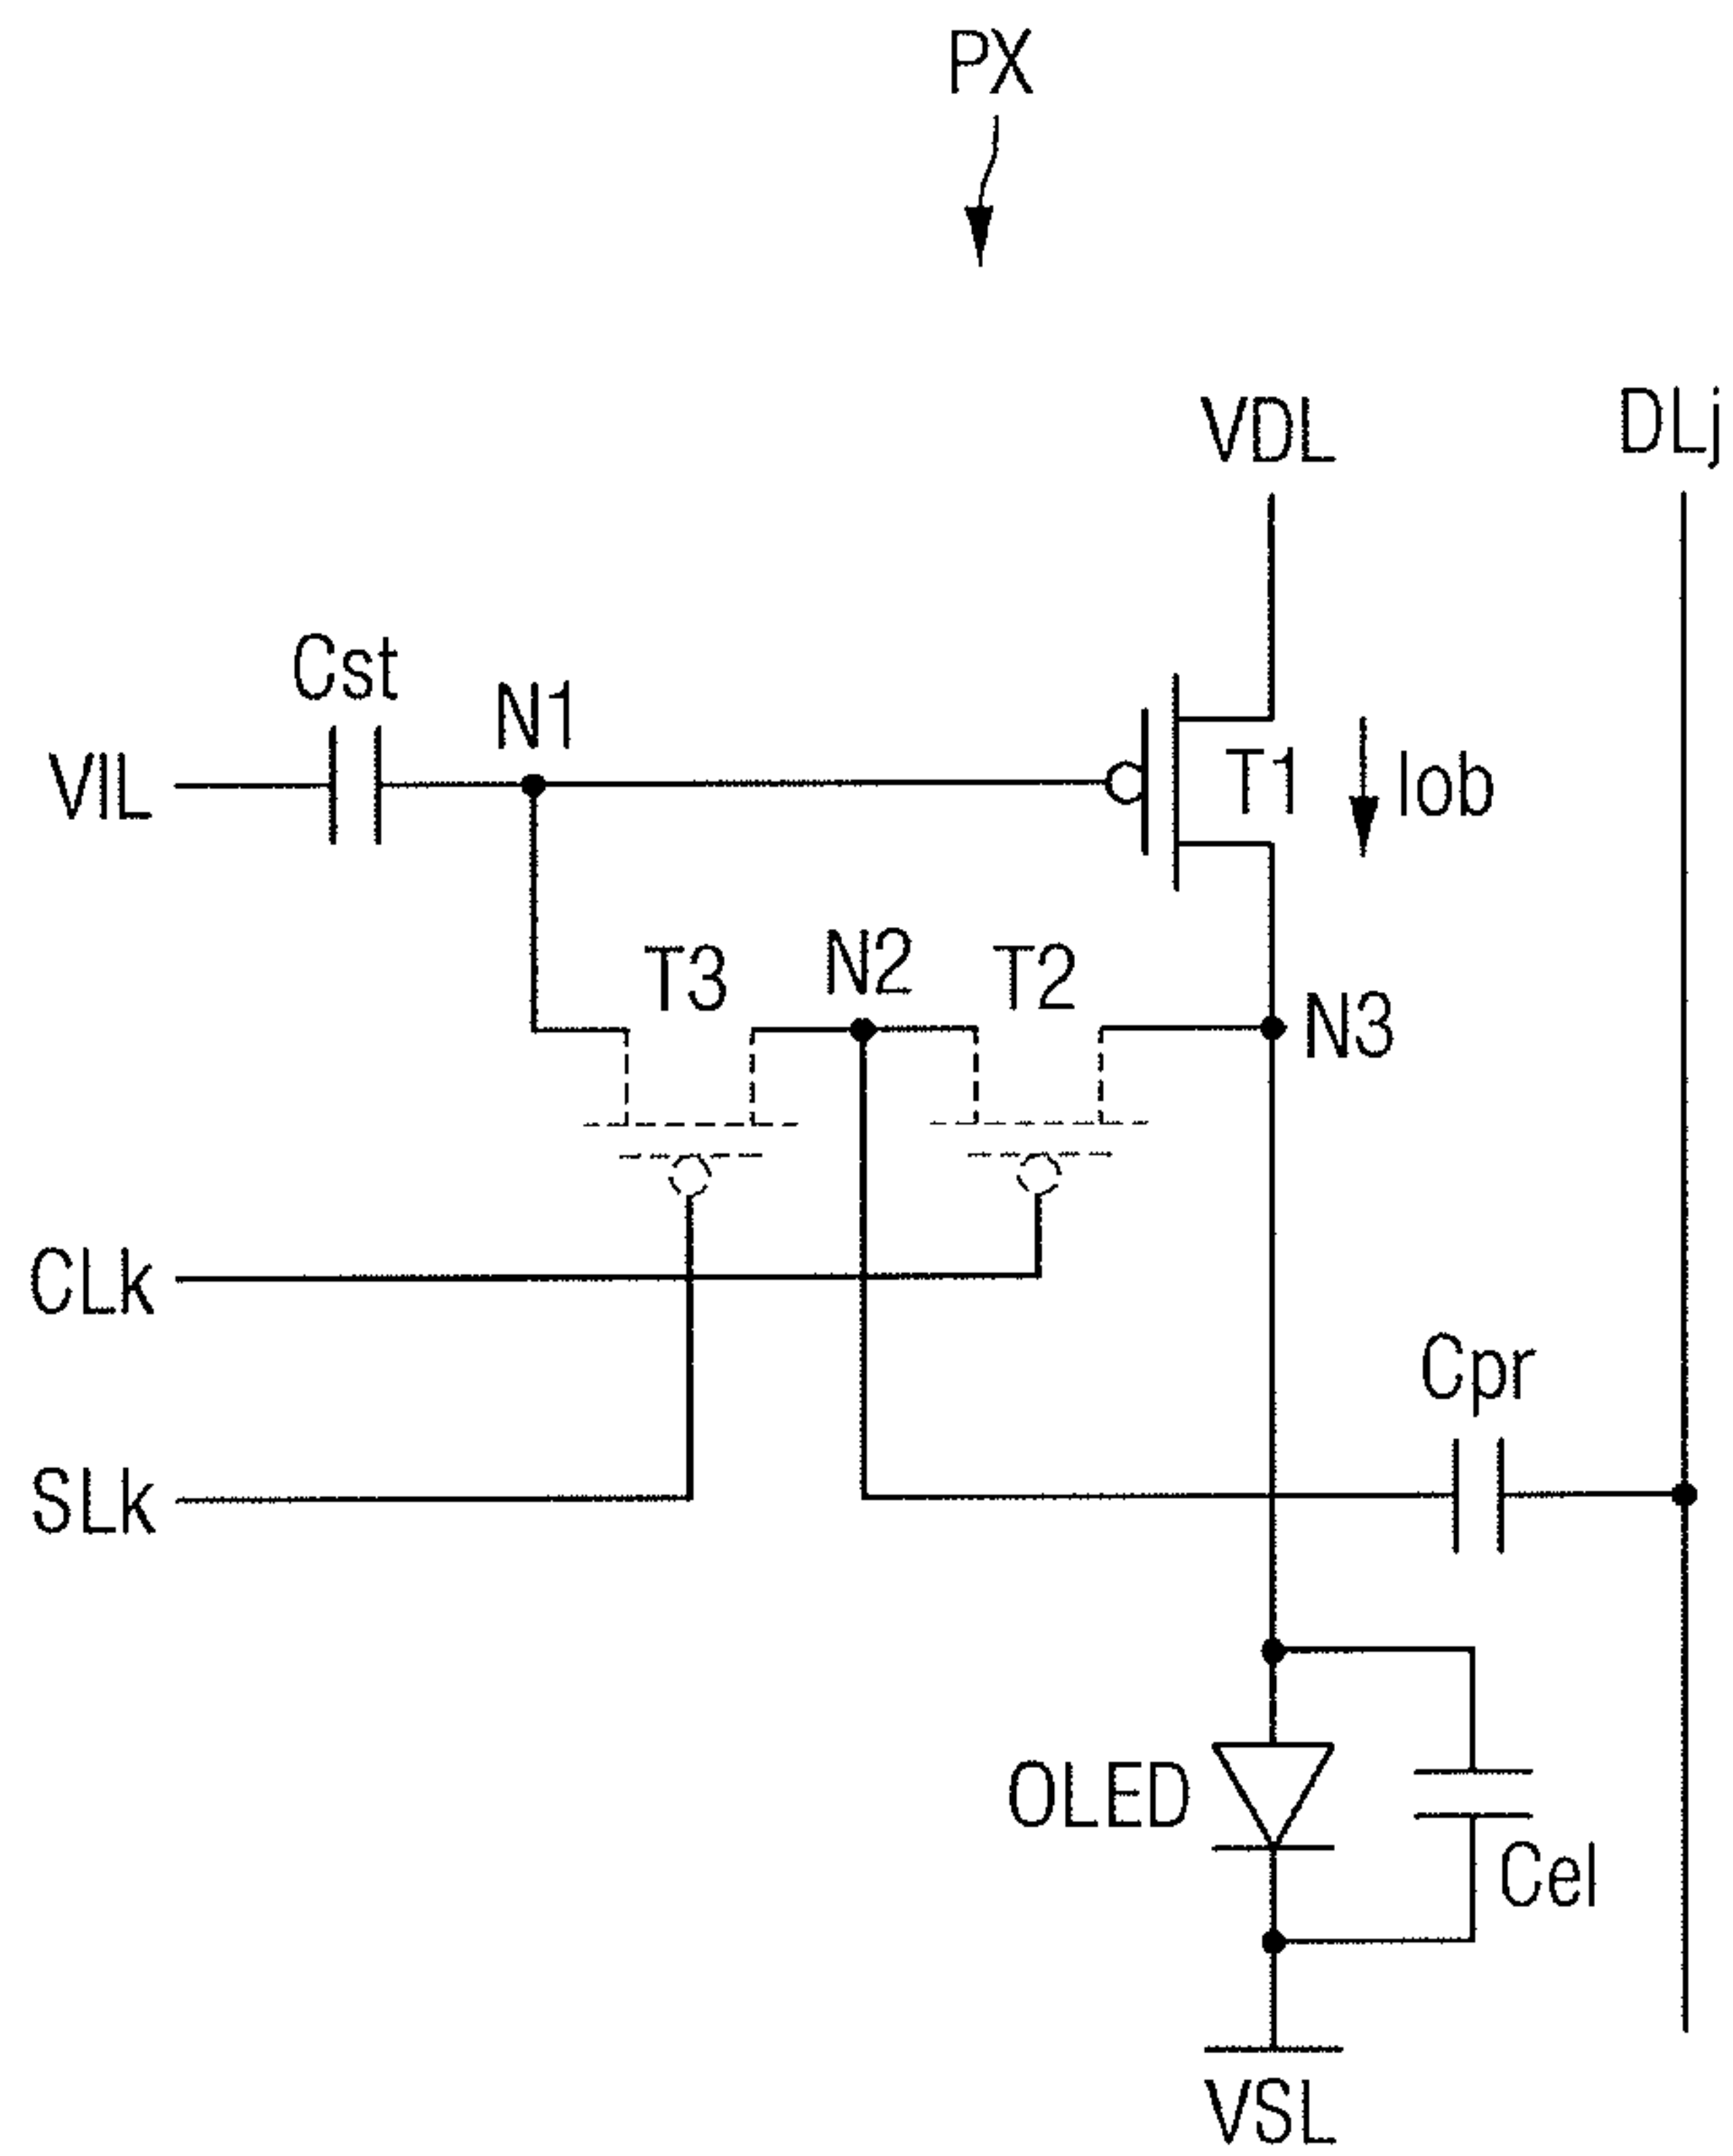 PX
VDL
DLj
Cst
N1
VIL
T1
Iob
T3
N2
T2
N3
CLk
Cpr
SLk
OLED
Cel
VSL